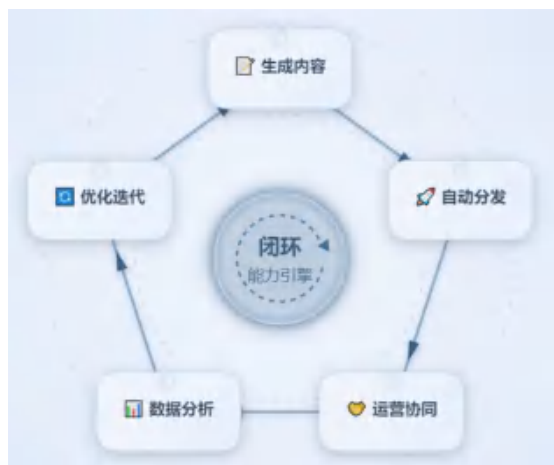 生成内容
自动分发
运营协同
数据分析
优化迭代
闭环
能力引擎